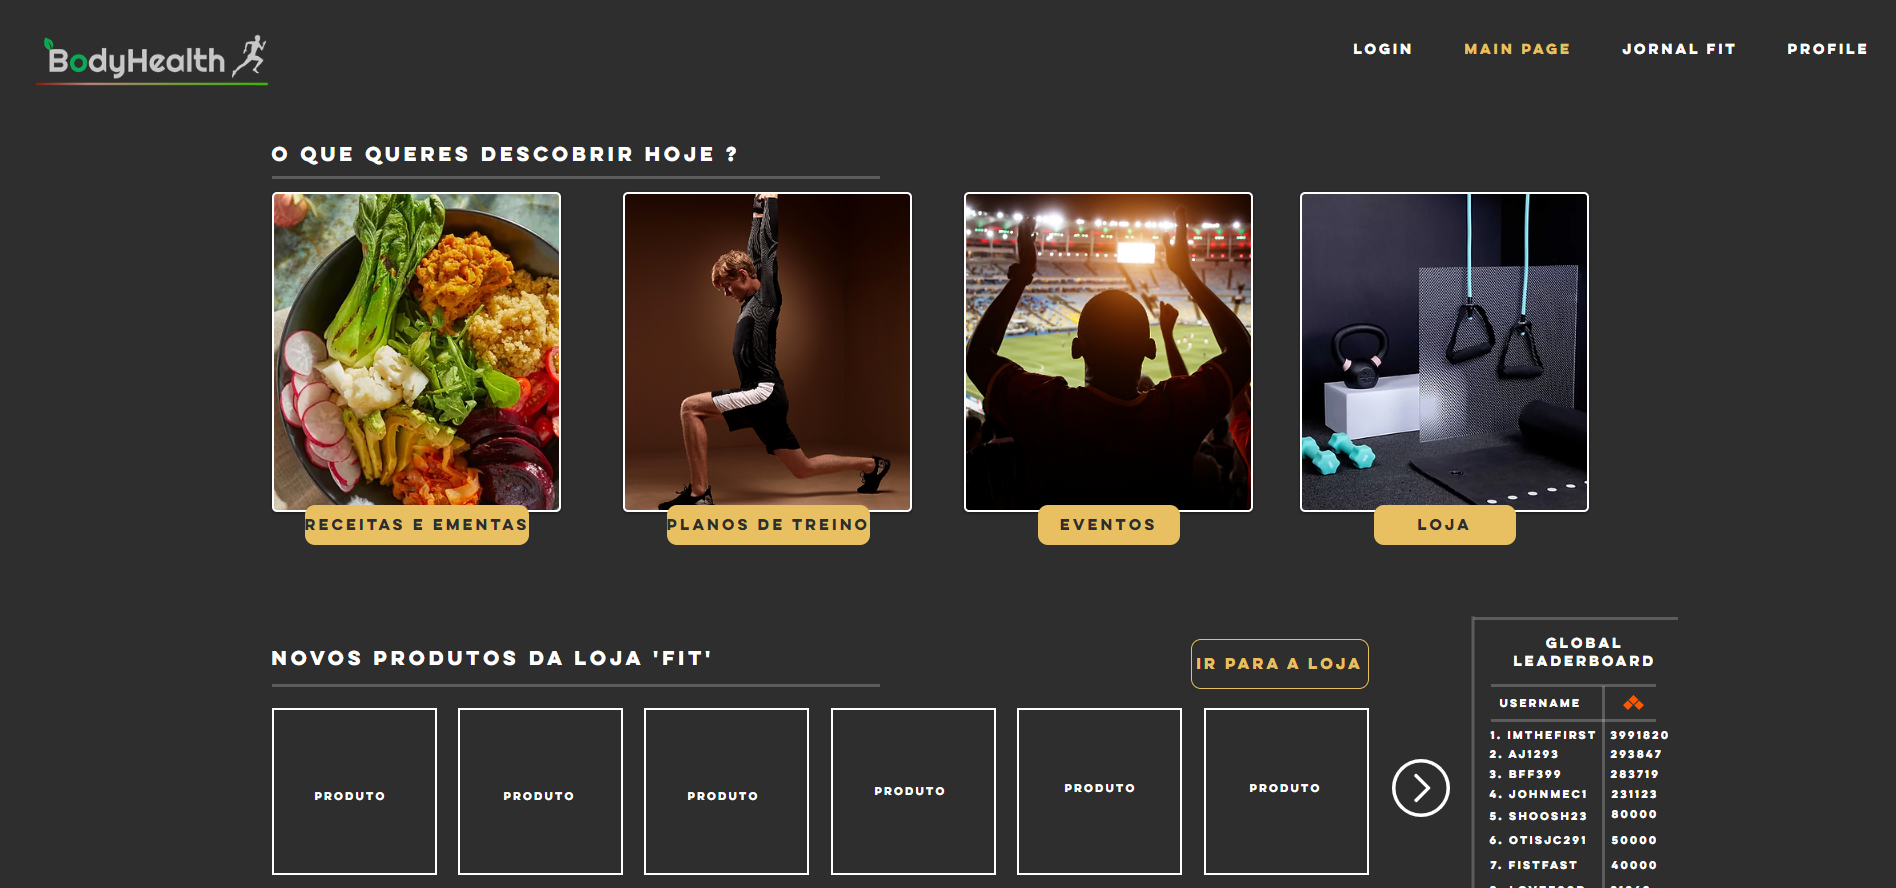 BodyHealth
LOGIN MAIN PAGE JORNAL FIT PROFILE
O QUE QUERES DESCOBRIR HOJE ?
RECEITAS E EMENTAS
PLANOS DE TREINO
EVENTOS
LOJA
NOVOS PRODUTOS DA LOJA 'FIT'
IR PARA A LOJA
PRODUTO
PRODUTO
PRODUTO
PRODUTO
PRODUTO
PRODUTO
GLOBAL
LEADERBOARD
USERNAME
1. IMTHEFIRST 3991820
2. AJ1293 293847
3. BFF399 283719
4. JOHNMEC1 231123
5. SHOOSH23 80000
6. OTISJC291 50000
7. FISTFAST 40000